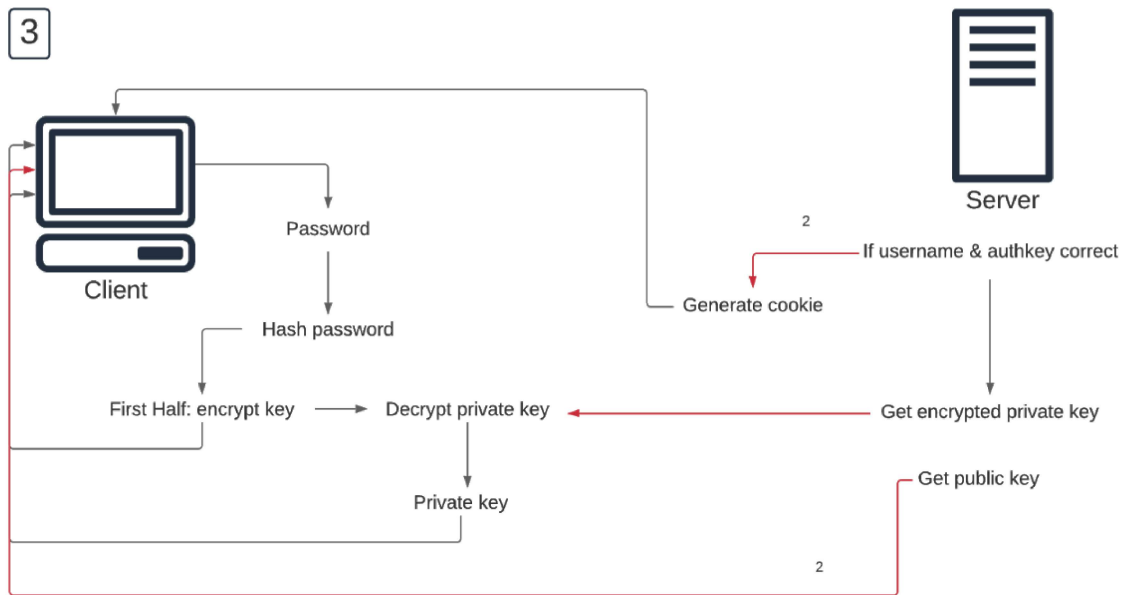 3
Server
2
Password
If username & authkey correct
Client
Generate cookie
Hash password
First Half: encrypt key
Decrypt private key
Get encrypted private key
Get public key
Private key
2